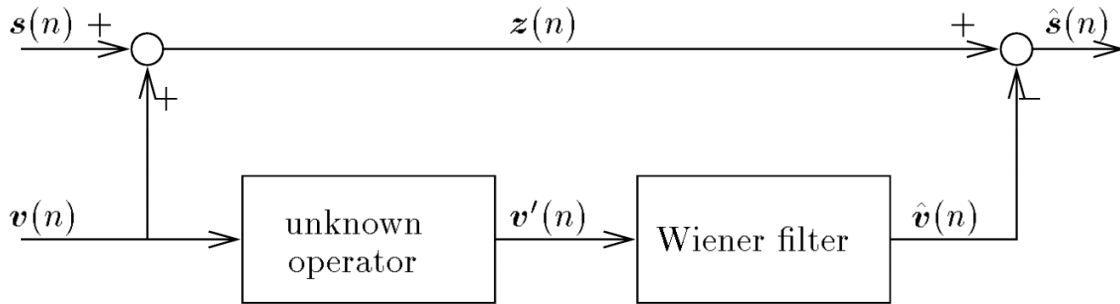 s(n) + z(n) + ŝ(n)
+ −
v(n) unknown operator v′(n) Wiener filter v̂(n)